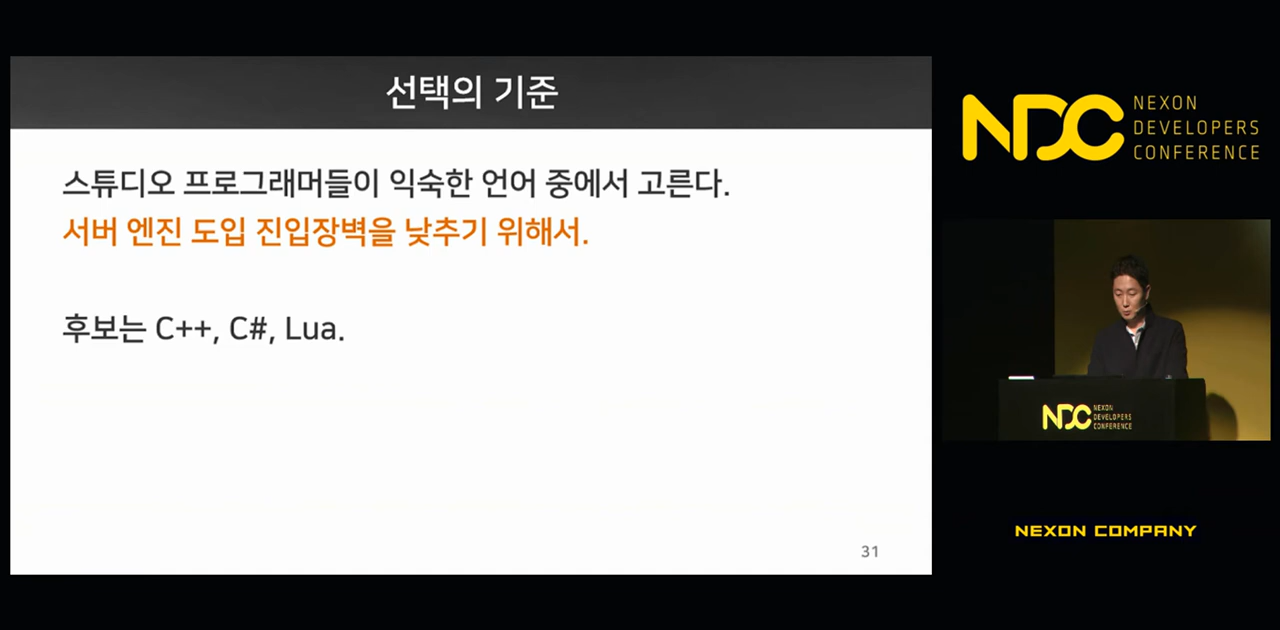 선택의 기준
스튜디오 프로그래머들이 익숙한 언어 중에서 고른다.
서버 엔진 도입 진입장벽을 낮추기 위해서.
후보는 C++, C#, Lua.
31
NDC
NEXON
DEVELOPERS
CONFERENCE
NDC
NEXON
DEVELOPERS
CONFERENCE
NEXON COMPANY